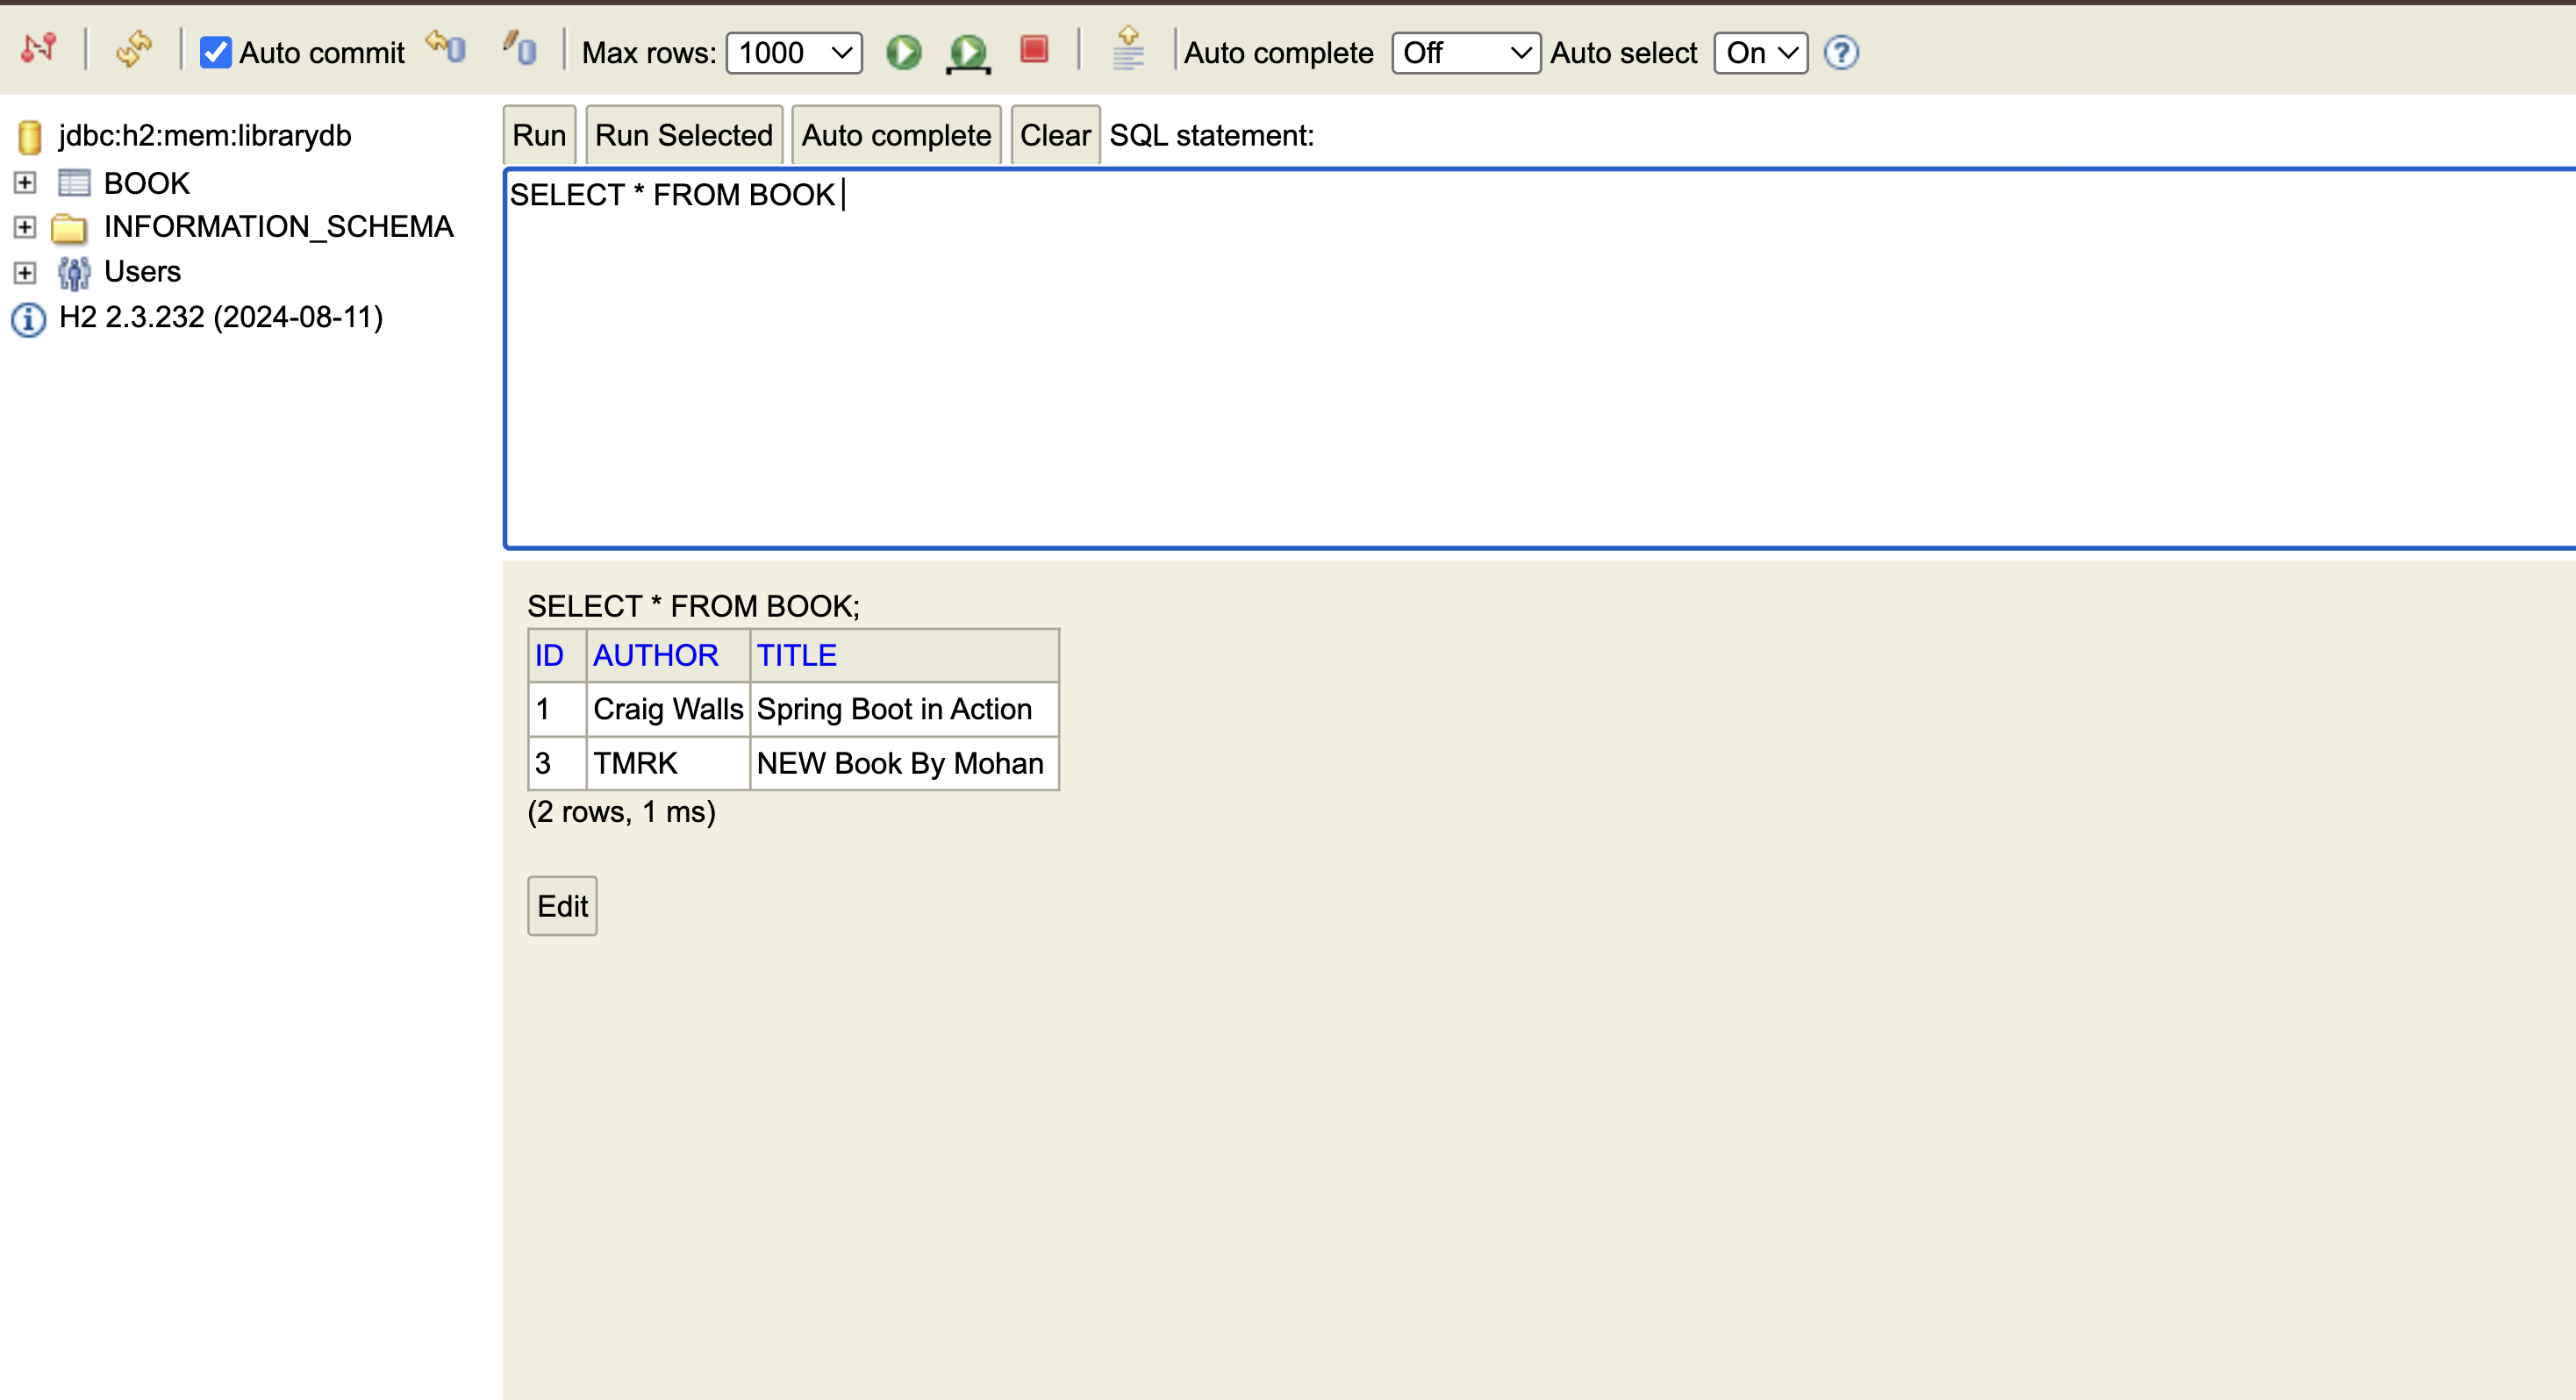 Auto commit Max rows: 1000 Auto complete Off Auto select On ?
jdbc:h2:mem:librarydb
BOOK
INFORMATION_SCHEMA
Users
H2 2.3.232 (2024-08-11)
Run Run Selected Auto complete Clear SQL statement:
SELECT * FROM BOOK
SELECT * FROM BOOK;
ID AUTHOR TITLE
1 Craig Walls Spring Boot in Action
3 TMRK NEW Book By Mohan
(2 rows, 1 ms)
Edit